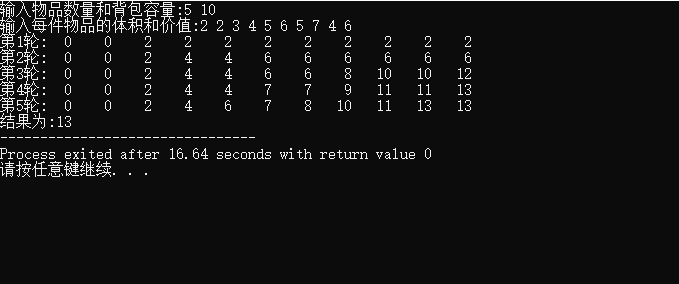 输入物品数量和背包容量:5 10
输入每件物品的体积和价值:2 2 3 4 5 6 5 7 4 6
第1轮: 0 0 2 2 2 2 2 2 2 2 2
第2轮: 0 0 2 4 4 6 6 6 6 6 6
第3轮: 0 0 2 4 4 6 6 8 10 10 12
第4轮: 0 0 2 4 4 7 7 9 11 11 13
第5轮: 0 0 2 4 6 7 8 10 11 13 13
结果为:13
--------------------------------
Process exited after 16.64 seconds with return value 0
请按任意键继续. . .